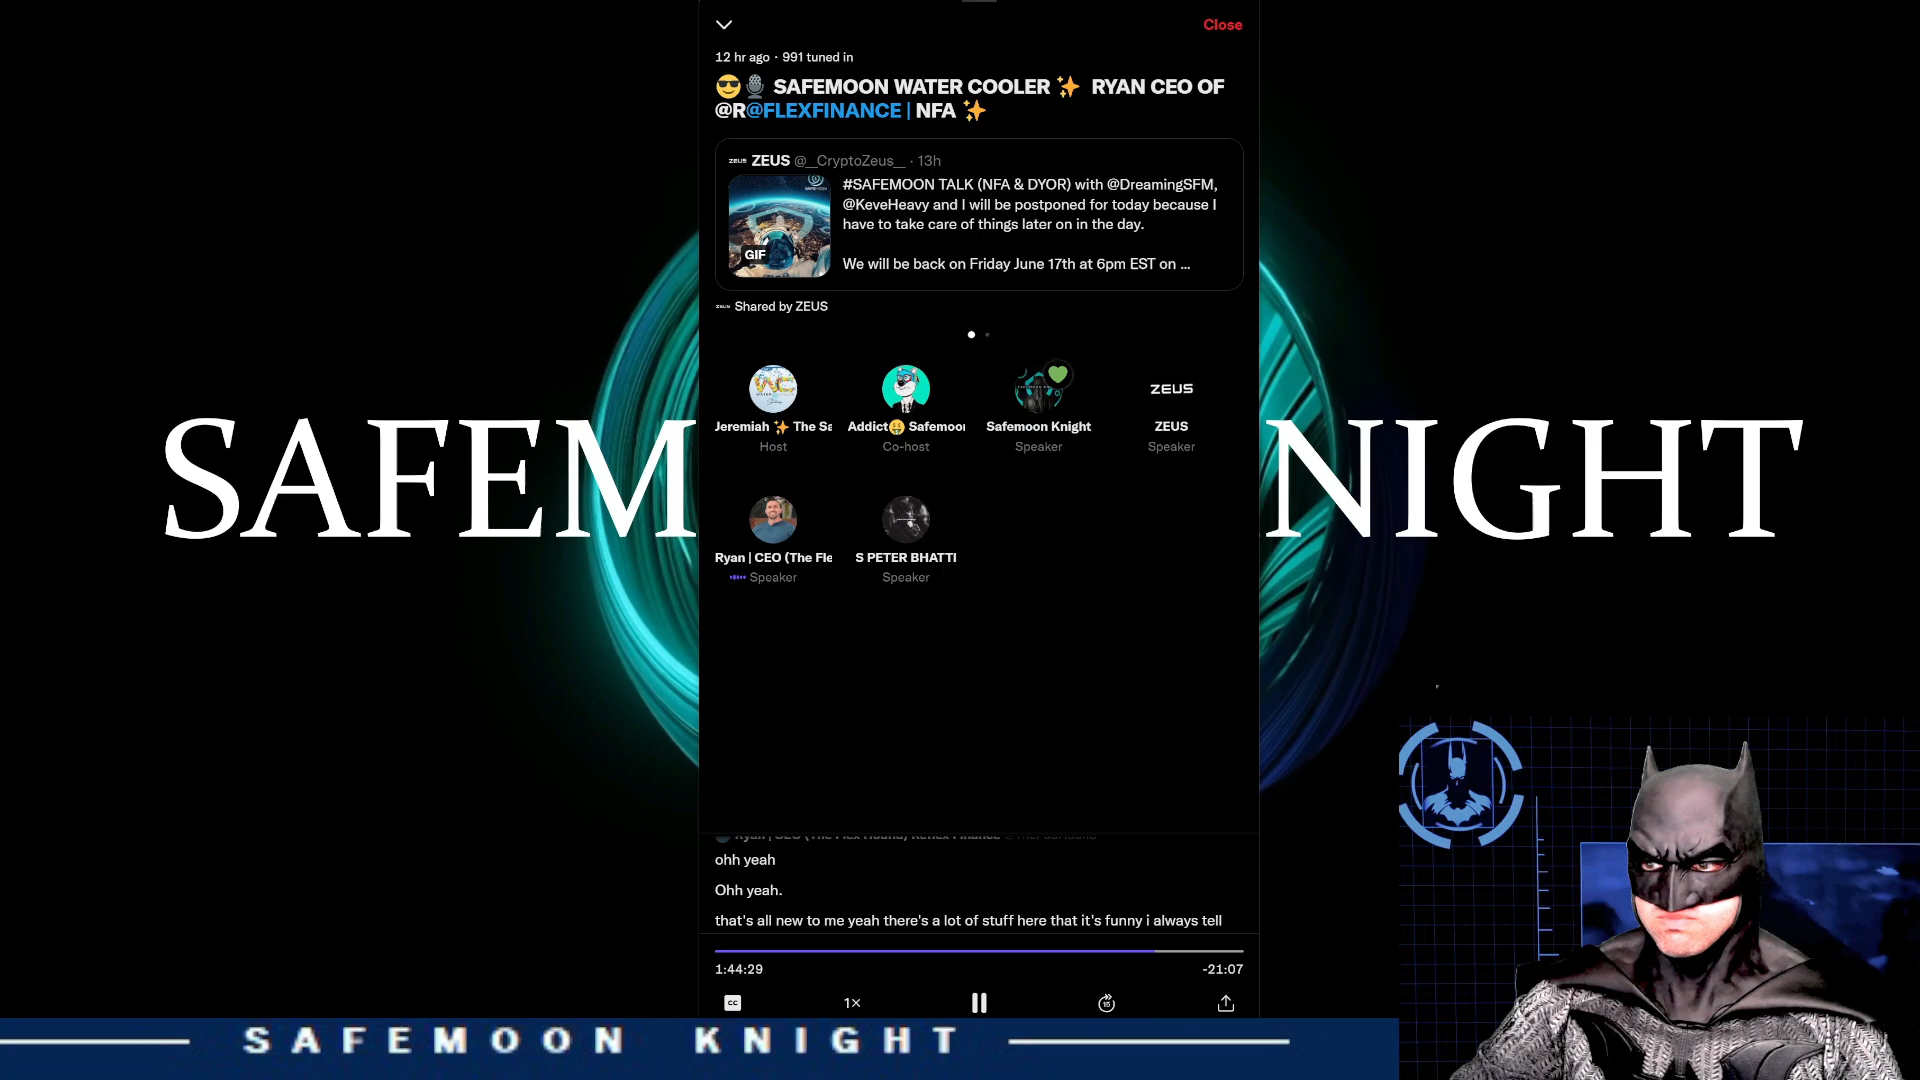 Close
12 hr ago · 991 tuned in
😎🎙️ SAFEMOON WATER COOLER ✨ RYAN CEO OF
@R@FLEXFINANCE | NFA ✨
ZEUS ZEUS @__CryptoZeus__ · 13h
#SAFEMOON TALK (NFA & DYOR) with @DreamingSFM,
@KeveHeavy and I will be postponed for today because I
have to take care of things later on in the day.
GIF
We will be back on Friday June 17th at 6pm EST on ...
ZEUS Shared by ZEUS
ZEUS
Jeremiah ✨ The Sa
Host
Addict🤑 Safemoon
Co-host
Safemoon Knight
Speaker
ZEUS
Speaker
SAFEM
NIGHT
Ryan | CEO (The Fle
Speaker
S PETER BHATTI
Speaker
ohh yeah
Ohh yeah.
that's all new to me yeah there's a lot of stuff here that it's funny i always tell
1:44:29
-21:07
CC
1×
15
SAFEMOON KNIGHT